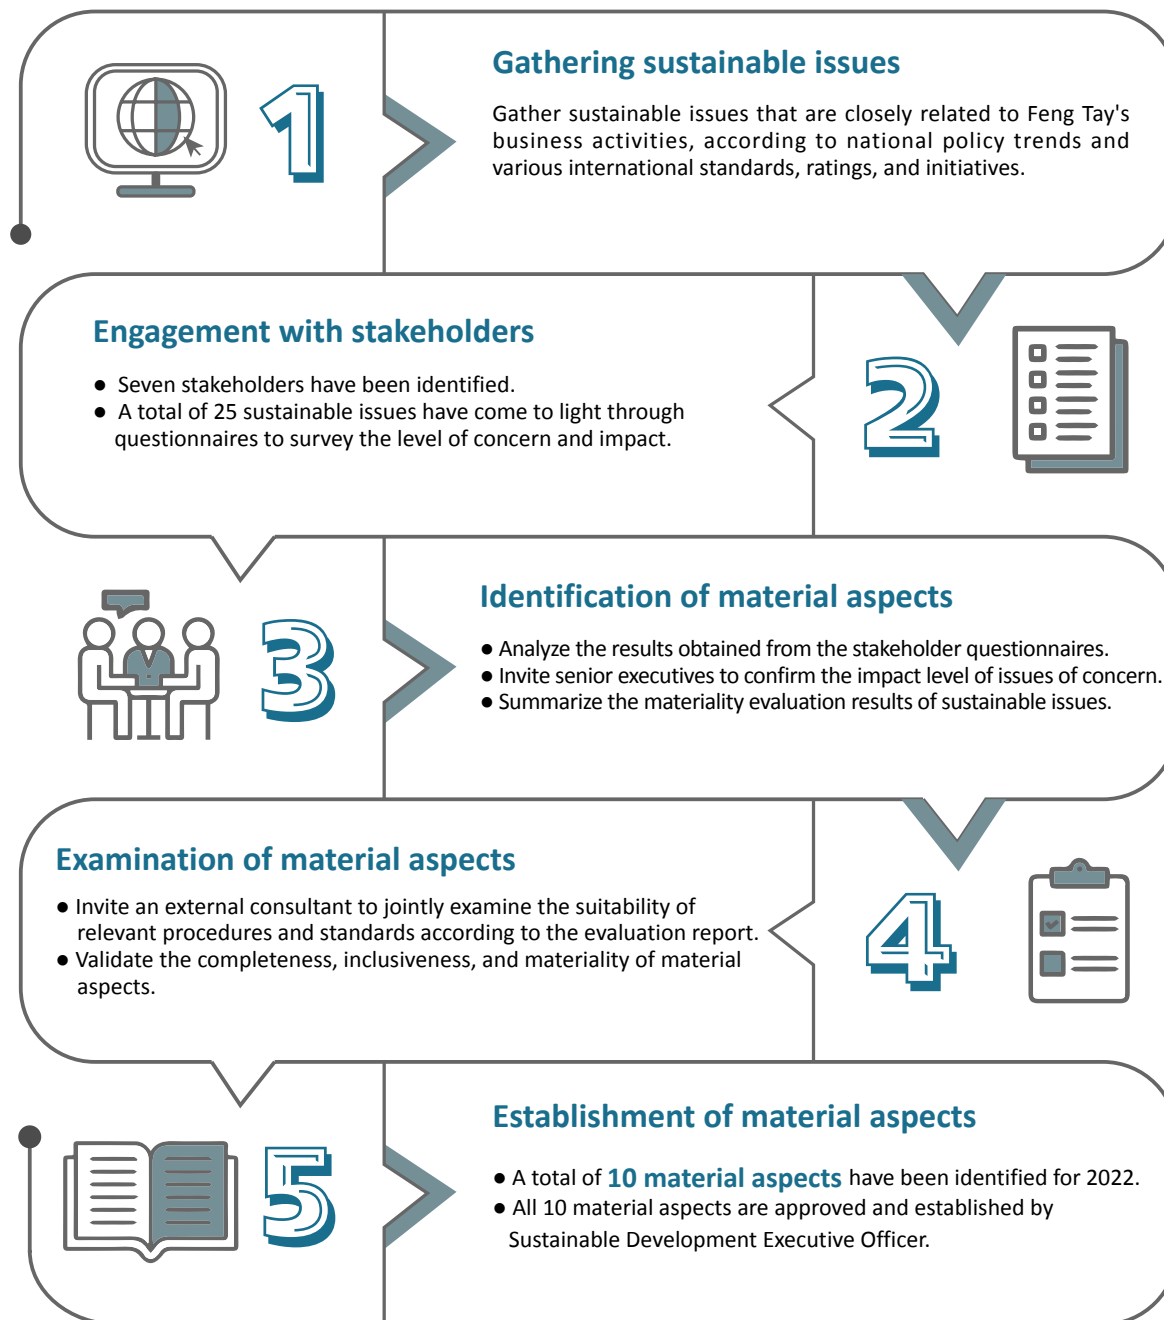 1
Gathering sustainable issues
Gather sustainable issues that are closely related to Feng Tay's
business activities, according to national policy trends and
various international standards, ratings, and initiatives.
Engagement with stakeholders
● Seven stakeholders have been identified.
● A total of 25 sustainable issues have come to light through
questionnaires to survey the level of concern and impact.
2
3
Identification of material aspects
● Analyze the results obtained from the stakeholder questionnaires.
● Invite senior executives to confirm the impact level of issues of concern.
● Summarize the materiality evaluation results of sustainable issues.
Examination of material aspects
● Invite an external consultant to jointly examine the suitability of
relevant procedures and standards according to the evaluation report.
● Validate the completeness, inclusiveness, and materiality of material
aspects.
4
5
Establishment of material aspects
● A total of 10 material aspects have been identified for 2022.
● All 10 material aspects are approved and established by
Sustainable Development Executive Officer.